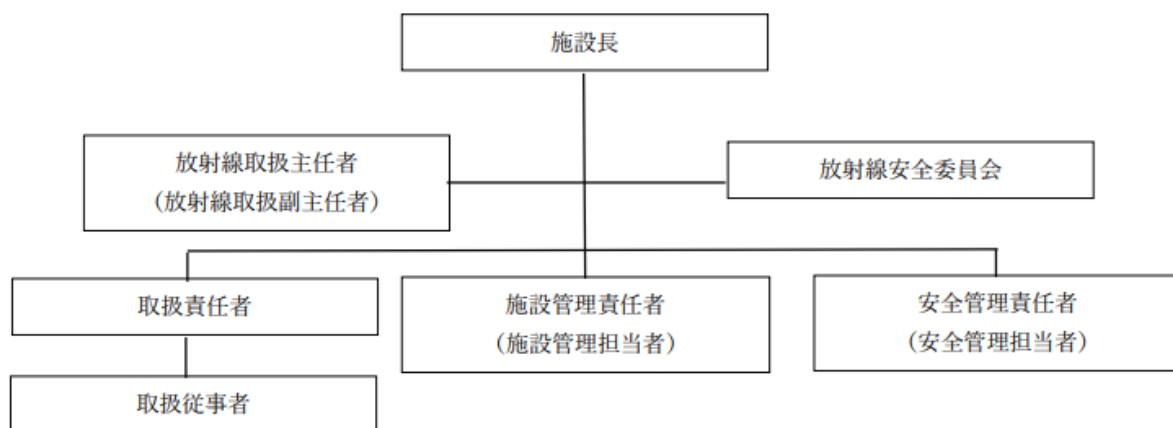 施設長
放射線取扱主任者
（放射線取扱副主任者）
放射線安全委員会
取扱責任者
施設管理責任者
（施設管理担当者）
安全管理責任者
（安全管理担当者）
取扱従事者